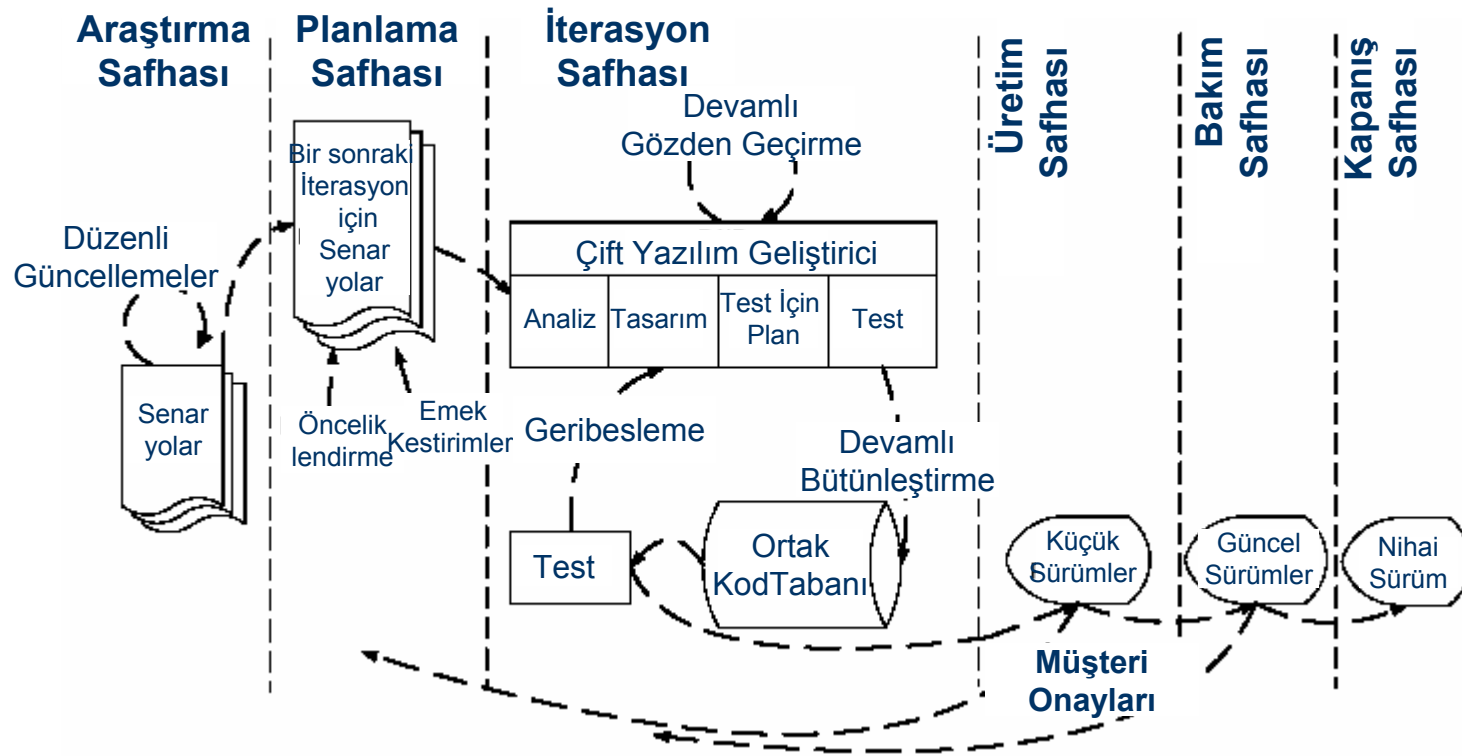 Araştırma
Safhası
Planlama
Safhası
İterasyon
Safhası
Üretim
Safhası
Bakım
Safhası
Kapanış
Safhası
Devamlı
Gözden Geçirme
Bir sonraki
İterasyon
için
Senar
yolar
Düzenli
Güncellemeler
Çift Yazılım Geliştirici
Analiz
Tasarım
Test İçin
Plan
Test
Senar
yolar
Öncelik
lendirme
Emek
Kestirimler
Geribesleme
Devamlı
Bütünleştirme
Test
Ortak
KodTabanı
Küçük
Sürümler
Güncel
Sürümler
Nihai
Sürüm
Müşteri
Onayları